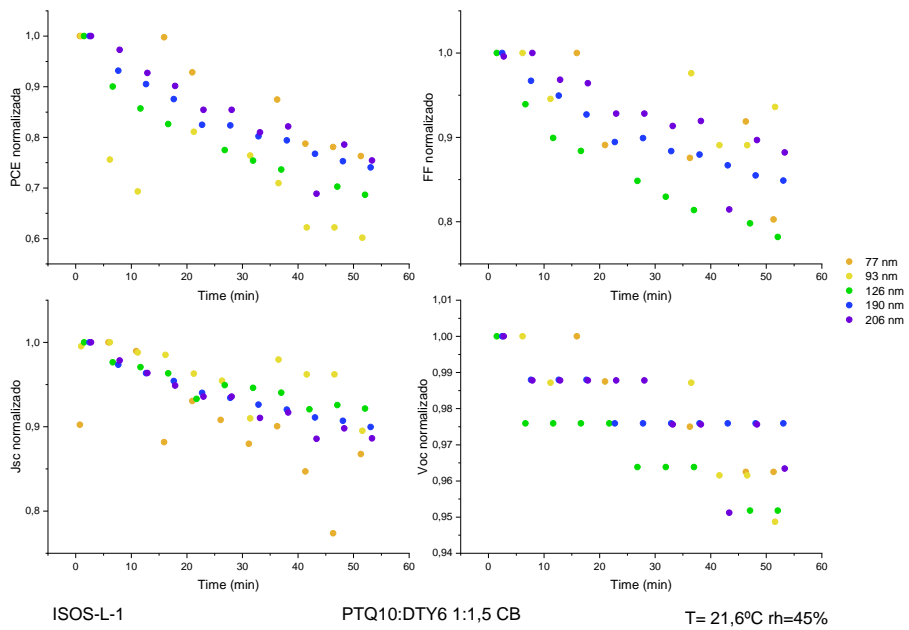 1,0
0,9
0,8
0,7
0,6
PCE normalizada
0 10 20 30 40 50 60
Time (min)
1,0
0,9
0,8
FF normalizado
0 10 20 30 40 50 60
Time (min)
77 nm
93 nm
126 nm
190 nm
206 nm
1,0
0,9
0,8
Jsc normalizado
0 10 20 30 40 50 60
Time (min)
1,01
1,00
0,98
0,97
0,96
0,95
0,94
Voc normalizado
0 10 20 30 40 50 60
Time (min)
ISOS-L-1
PTQ10:DTY6 1:1,5 CB
T= 21,6ºC rh=45%